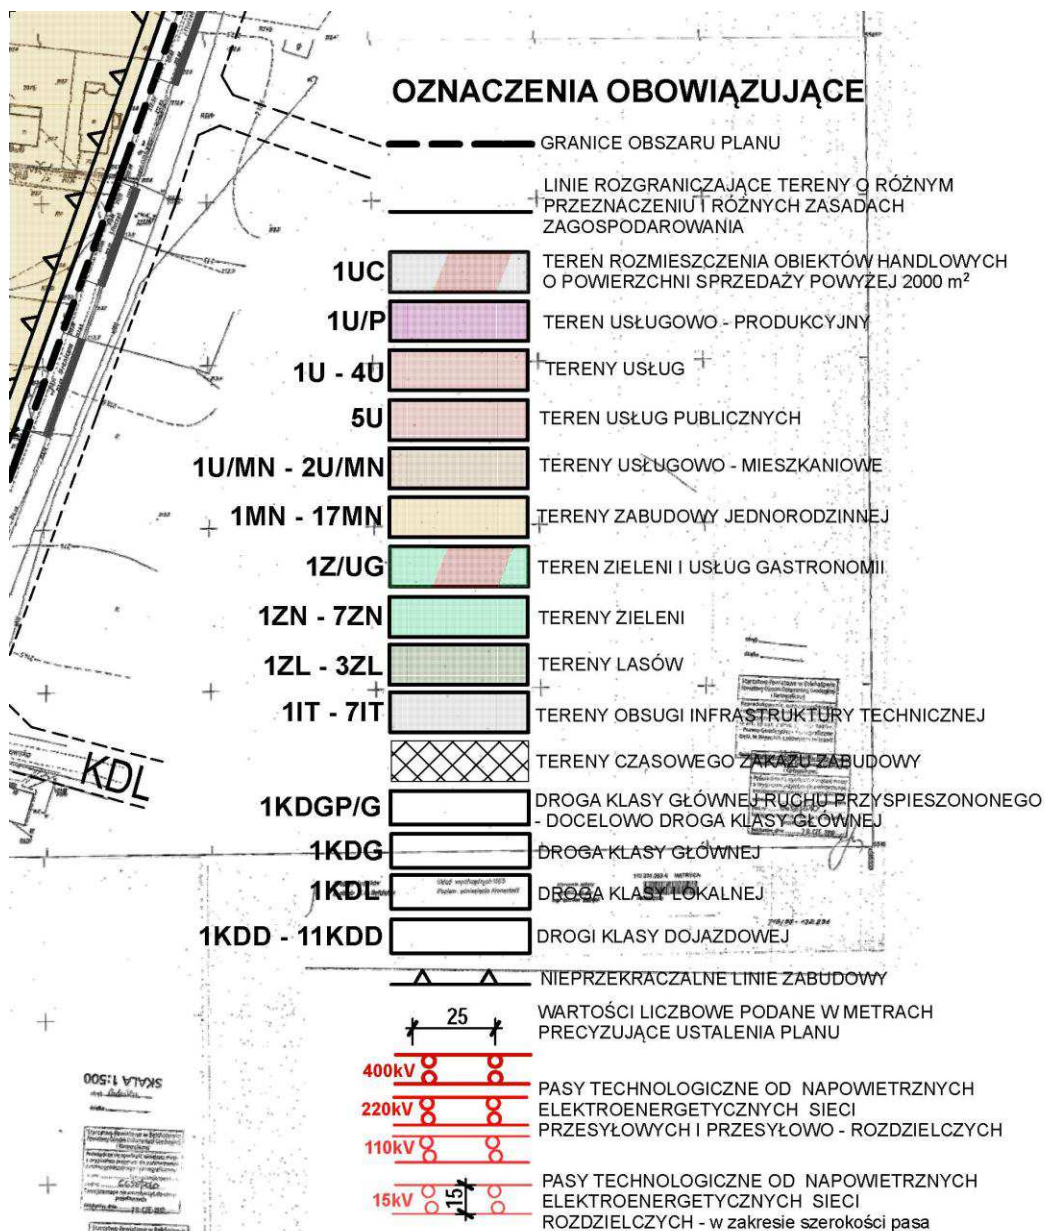 OZNACZENIA OBOWIĄZUJĄCE
GRANICE OBSZARU PLANU
LINIE ROZGRANICZAJĄCE TERENY O RÓŻNYM
PRZEZNACZENIU I RÓŻNYCH ZASADACH
ZAGOSPODAROWANIA
1UC TEREN ROZMIESZCZENIA OBIEKTÓW HANDLOWYCH
O POWIERZCHNI SPRZEDAŻY POWYŻEJ 2000 m²
1U/P TEREN USŁUGOWO - PRODUKCYJNY
1U - 4U TERENY USŁUG
5U TEREN USŁUG PUBLICZNYCH
1U/MN - 2U/MN TERENY USŁUGOWO - MIESZKANIOWE
1MN - 17MN TERENY ZABUDOWY JEDNORODZINNEJ
1Z/UG TEREN ZIELENI I USŁUG GASTRONOMII
1ZN - 7ZN TERENY ZIELENI
1ZL - 3ZL TERENY LASÓW
1IT - 7IT TERENY OBSUGI INFRASTRUKTURY TECHNICZNEJ
KDL
TERENY CZASOWEGO ZAKAZU ZABUDOWY
1KDGP/G DROGA KLASY GŁÓWNEJ RUCHU PRZYSPIESZONONEGO
- DOCELOWO DROGA KLASY GŁÓWNEJ
1KDG DROGA KLASY GŁÓWNEJ
1KDL DROGA KLASY LOKALNEJ
1KDD - 11KDD DROGI KLASY DOJAZDOWEJ
NIEPRZEKRACZALNE LINIE ZABUDOWY
25 WARTOŚCI LICZBOWE PODANE W METRACH
PRECYZUJĄCE USTALENIA PLANU
SKALA 1:500
400kV
220kV
110kV
PASY TECHNOLOGICZNE OD NAPOWIETRZNYCH
ELEKTROENERGETYCZNYCH SIECI
PRZESYŁOWYCH I PRZESYŁOWO - ROZDZIELCZYCH
15kV 15
PASY TECHNOLOGICZNE OD NAPOWIETRZNYCH
ELEKTROENERGETYCZNYCH SIECI
ROZDZIELCZYCH - w zakresie szerokości pasa